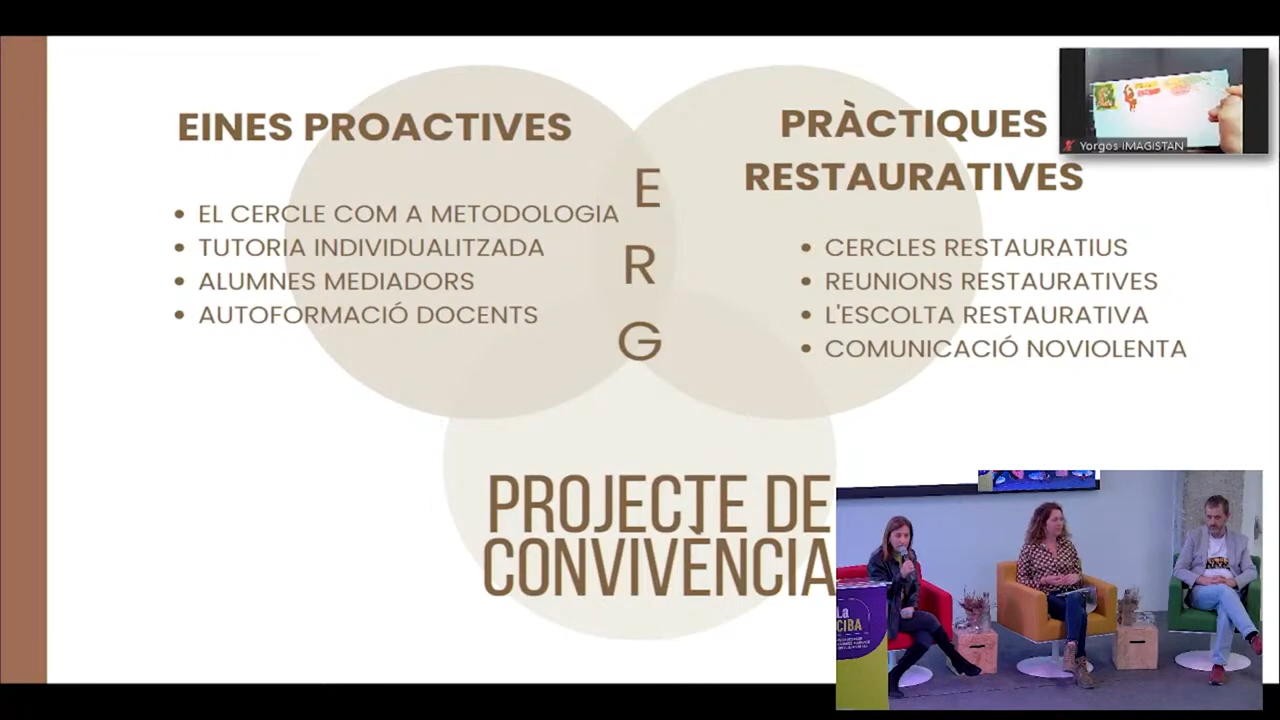 EINES PROACTIVES
EL CERCLE COM A METODOLOGIA
TUTORIA INDIVIDUALITZADA
ALUMNES MEDIADORS
AUTOFORMACIÓ DOCENTS
E
R
G
PRÀCTIQUES
RESTAURATIVES
CERCLES RESTAURATIUS
REUNIONS RESTAURATIVES
L'ESCOLTA RESTAURATIVA
COMUNICACIÓ NOVIOLENTA
PROJECTE DE
CONVIVÈNCIA
Yorgos IMAGISTAN
La
CIBA